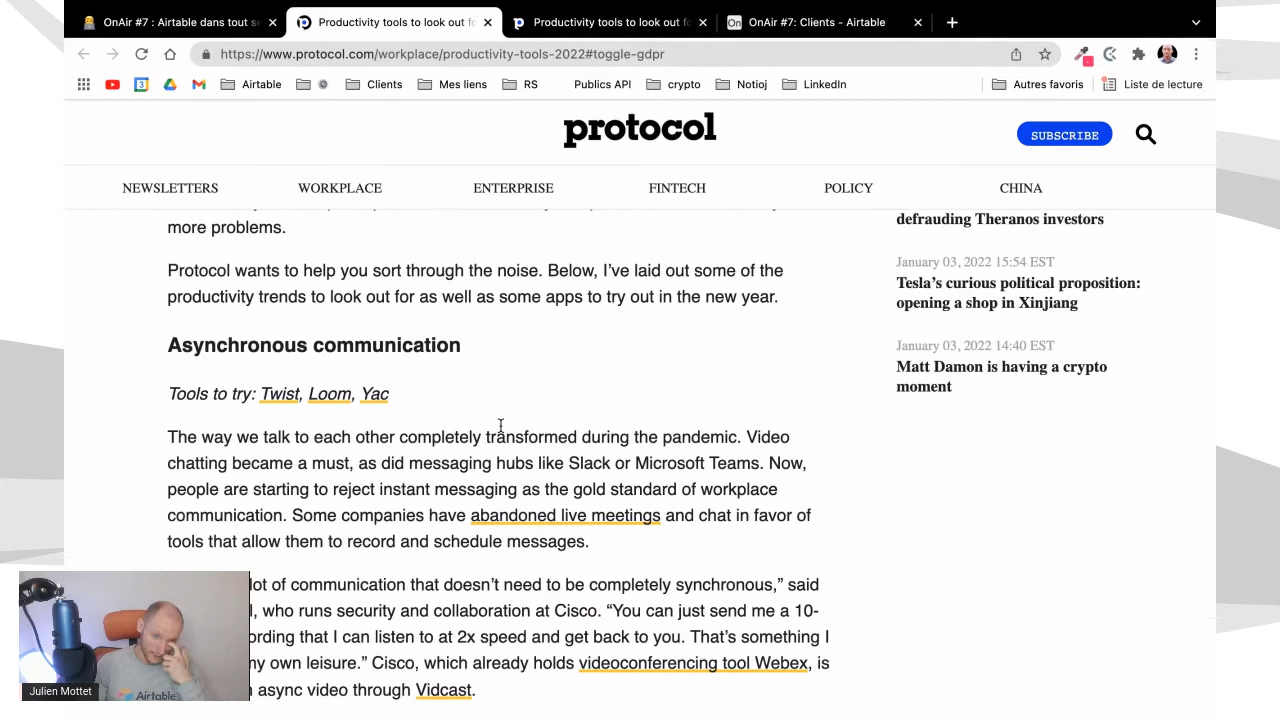 OnAir #7 : Airtable dans tout
Productivity tools to look out
Productivity tools to look out
On
OnAir #7: Clients - Airtable
https://www.protocol.com/workplace/productivity-tools-2022#toggle-gdpr
Airtable
Clients
Mes liens
RS
Publics API
crypto
Notioj
LinkedIn
Autres favoris
Liste de lecture
protocol
SUBSCRIBE
NEWSLETTERS
WORKPLACE
ENTERPRISE
FINTECH
POLICY
CHINA
more problems.
Protocol wants to help you sort through the noise. Below, I’ve laid out some of the
productivity trends to look out for as well as some apps to try out in the new year.
Asynchronous communication
Tools to try: Twist, Loom, Yac
The way we talk to each other completely transformed during the pandemic. Video
chatting became a must, as did messaging hubs like Slack or Microsoft Teams. Now,
people are starting to reject instant messaging as the gold standard of workplace
communication. Some companies have abandoned live meetings and chat in favor of
tools that allow them to record and schedule messages.
lot of communication that doesn’t need to be completely synchronous,” said
, who runs security and collaboration at Cisco. “You can just send me a 10-
ording that I can listen to at 2x speed and get back to you. That’s something I
my own leisure.” Cisco, which already holds videoconferencing tool Webex, is
async video through Vidcast.
defrauding Theranos investors
January 03, 2022 15:54 EST
Tesla’s curious political proposition:
opening a shop in Xinjiang
January 03, 2022 14:40 EST
Matt Damon is having a crypto
moment
Julien Mottet
Airtable